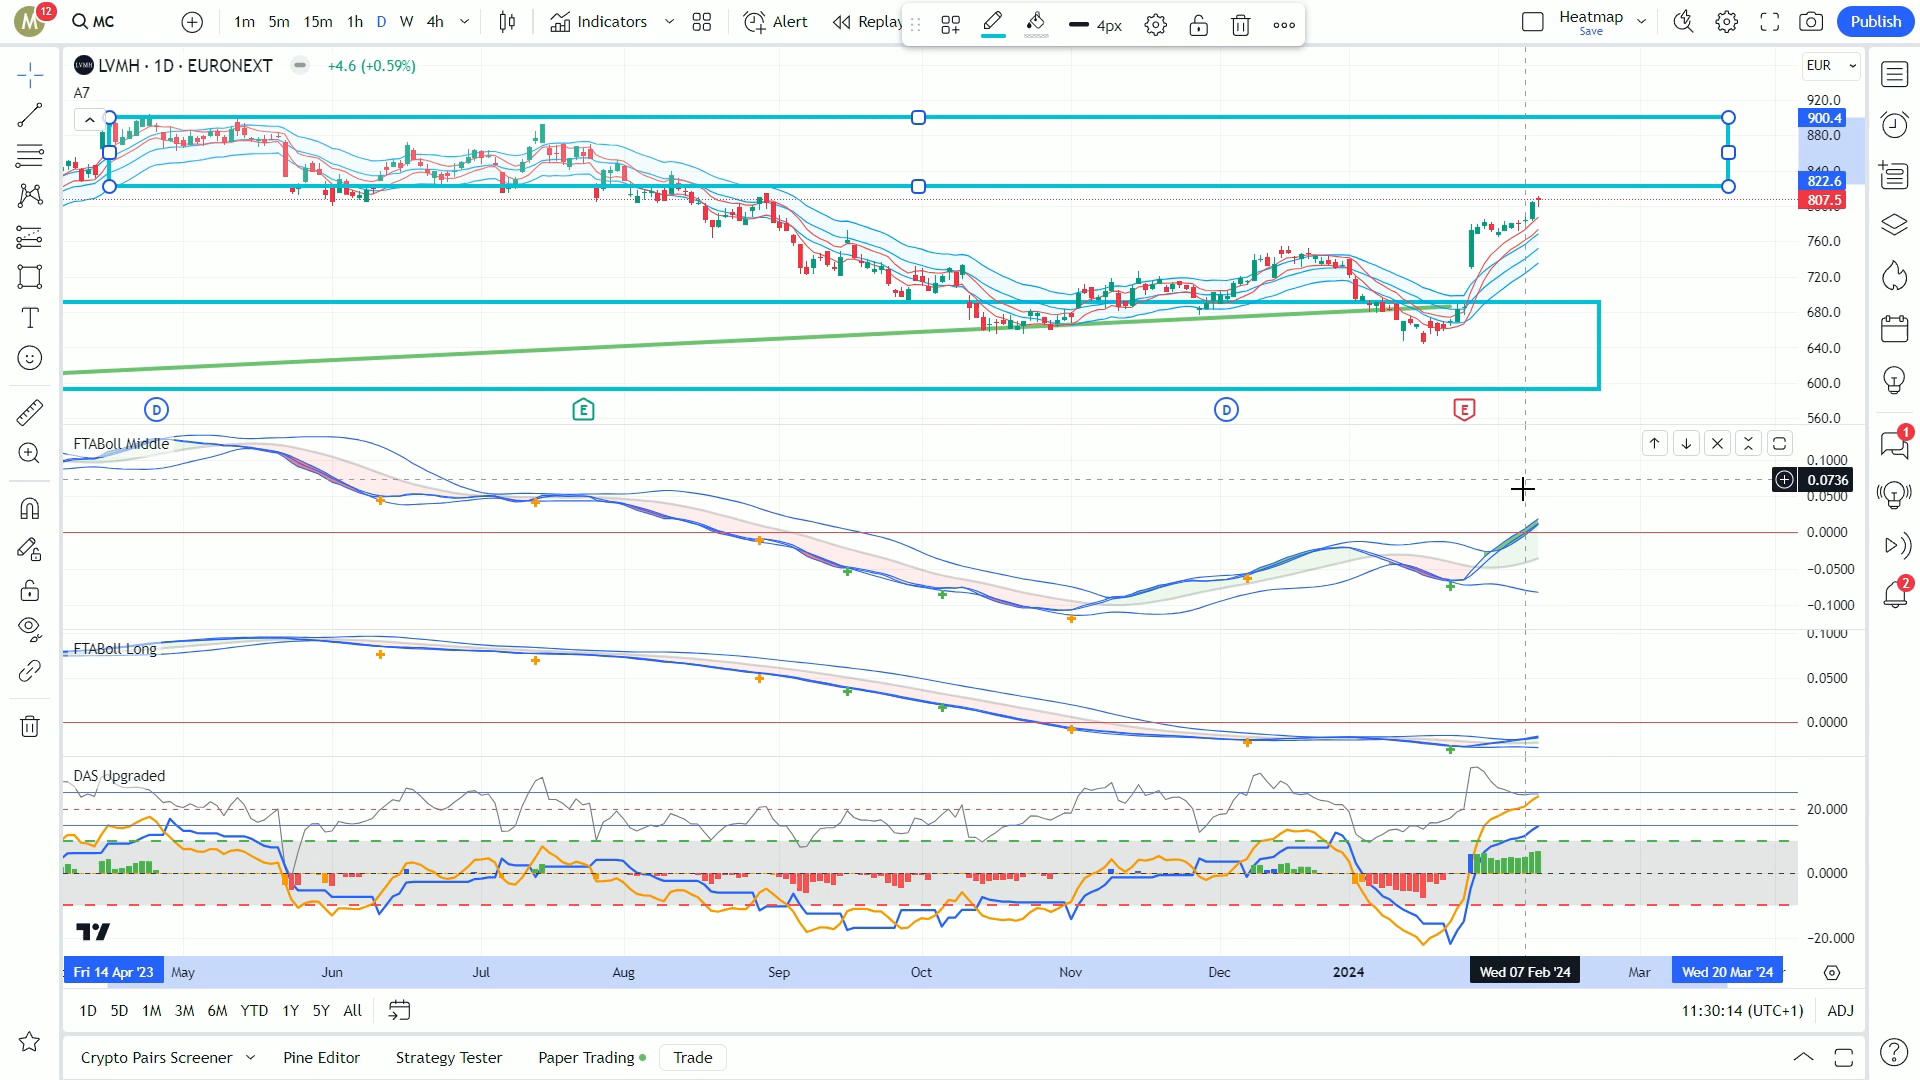 M
12
MC
1m
5m
15m
1h
D
W
4h
Indicators
Alert
Replay
4px
Heatmap
Save
Publish
LVMH · 1D · EURONEXT
+4.6 (+0.59%)
A7
EUR
920.0
900.4
880.0
822.6
807.5
760.0
720.0
680.0
640.0
600.0
560.0
D
E
D
E
FTABoll Middle
0.1000
0.0736
0.0500
0.0000
−0.0500
−0.1000
FTABoll Long
0.1000
0.0500
0.0000
DAS Upgraded
20.000
0.0000
−20.000
Fri 14 Apr '23
May
Jun
Jul
Aug
Sep
Oct
Nov
Dec
2024
Wed 07 Feb '24
Mar
Wed 20 Mar '24
1D
5D
1M
3M
6M
YTD
1Y
5Y
All
11:30:14 (UTC+1)
ADJ
Crypto Pairs Screener
Pine Editor
Strategy Tester
Paper Trading
Trade
1
2